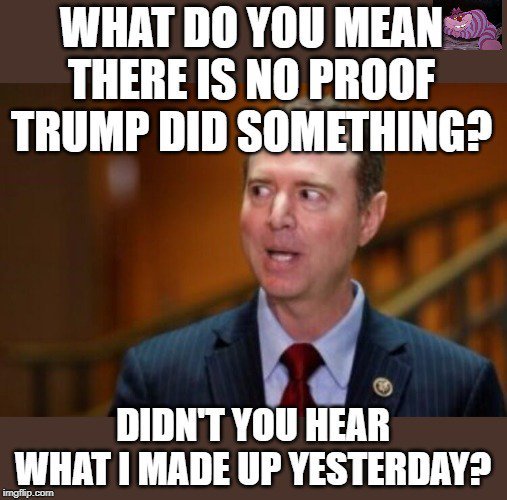 WHAT DO YOU MEAN
THERE IS NO PROOF
TRUMP DID SOMETHING?
DIDN'T YOU HEAR
WHAT I MADE UP YESTERDAY?
imgflip.com